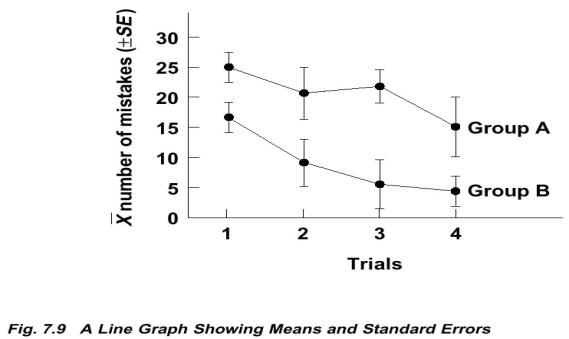 X̄ number of mistakes (±SE)
30
25
20
15
10
5
0
Group A
Group B
1 2 3 4
Trials
Fig. 7.9 A Line Graph Showing Means and Standard Errors